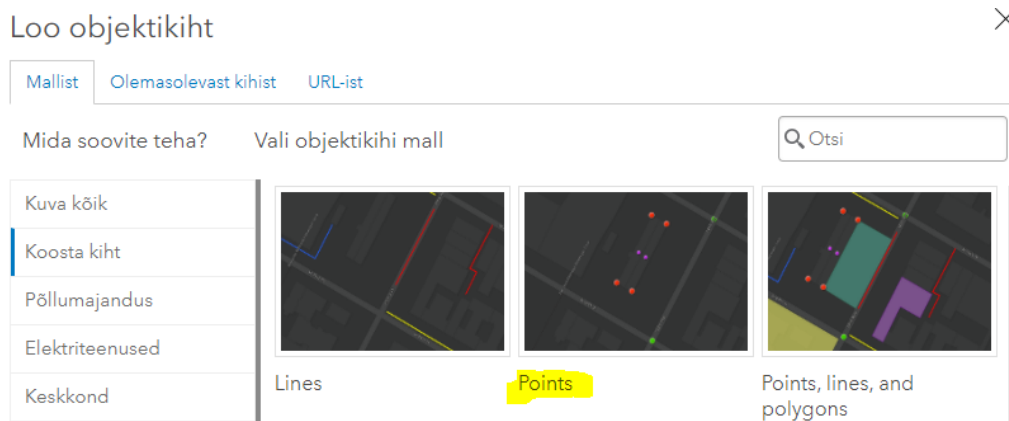 Loo objektikiht
Mallist
Olemasolevast kihist
URL-ist
Mida soovite teha?
Vali objektikihi mall
Otsi
Kuva kõik
Koosta kiht
Põllumajandus
Elektriteenused
Keskkond
Lines
Points
Points, lines, and
polygons